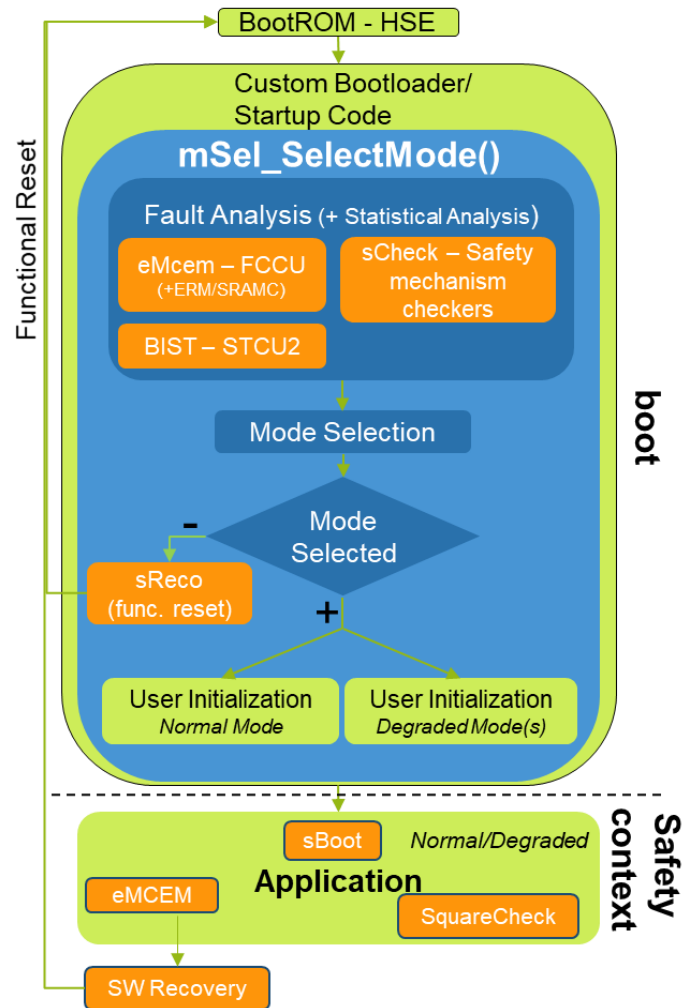 BootROM - HSE
Custom Bootloader/
Startup Code
mSel_SelectMode()
Fault Analysis (+ Statistical Analysis)
eMcem – FCCU
(+ERM/SRAMC)
sCheck – Safety
mechanism
checkers
BIST – STCU2
Mode Selection
Mode
Selected
-
+
sReco
(func. reset)
User Initialization
Normal Mode
User Initialization
Degraded Mode(s)
Functional Reset
boot
Safety
context
sBoot
Normal/Degraded
Application
eMCEM
SquareCheck
SW Recovery